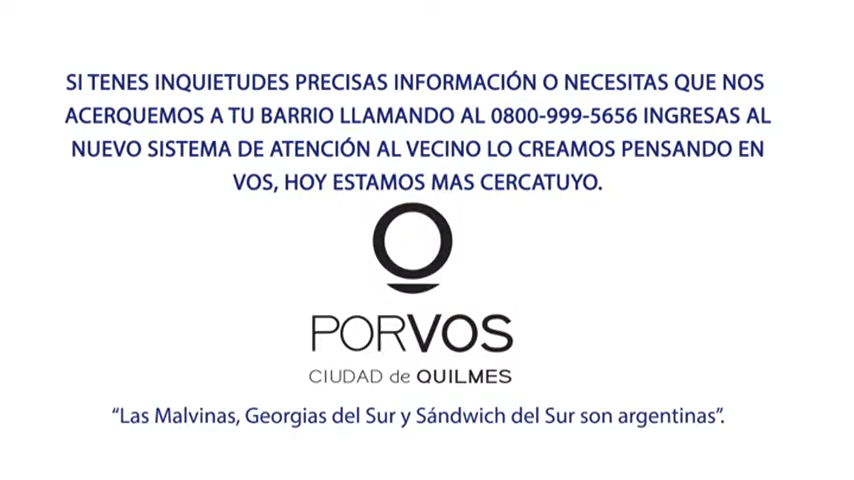 SI TENES INQUIETUDES PRECISAS INFORMACIÓN O NECESITAS QUE NOS
ACERQUEMOS A TU BARRIO LLAMANDO AL 0800-999-5656 INGRESAS AL
NUEVO SISTEMA DE ATENCIÓN AL VECINO LO CREAMOS PENSANDO EN
VOS, HOY ESTAMOS MAS CERCATUYO.
PORVOS
CIUDAD de QUILMES
“Las Malvinas, Georgias del Sur y Sándwich del Sur son argentinas”.